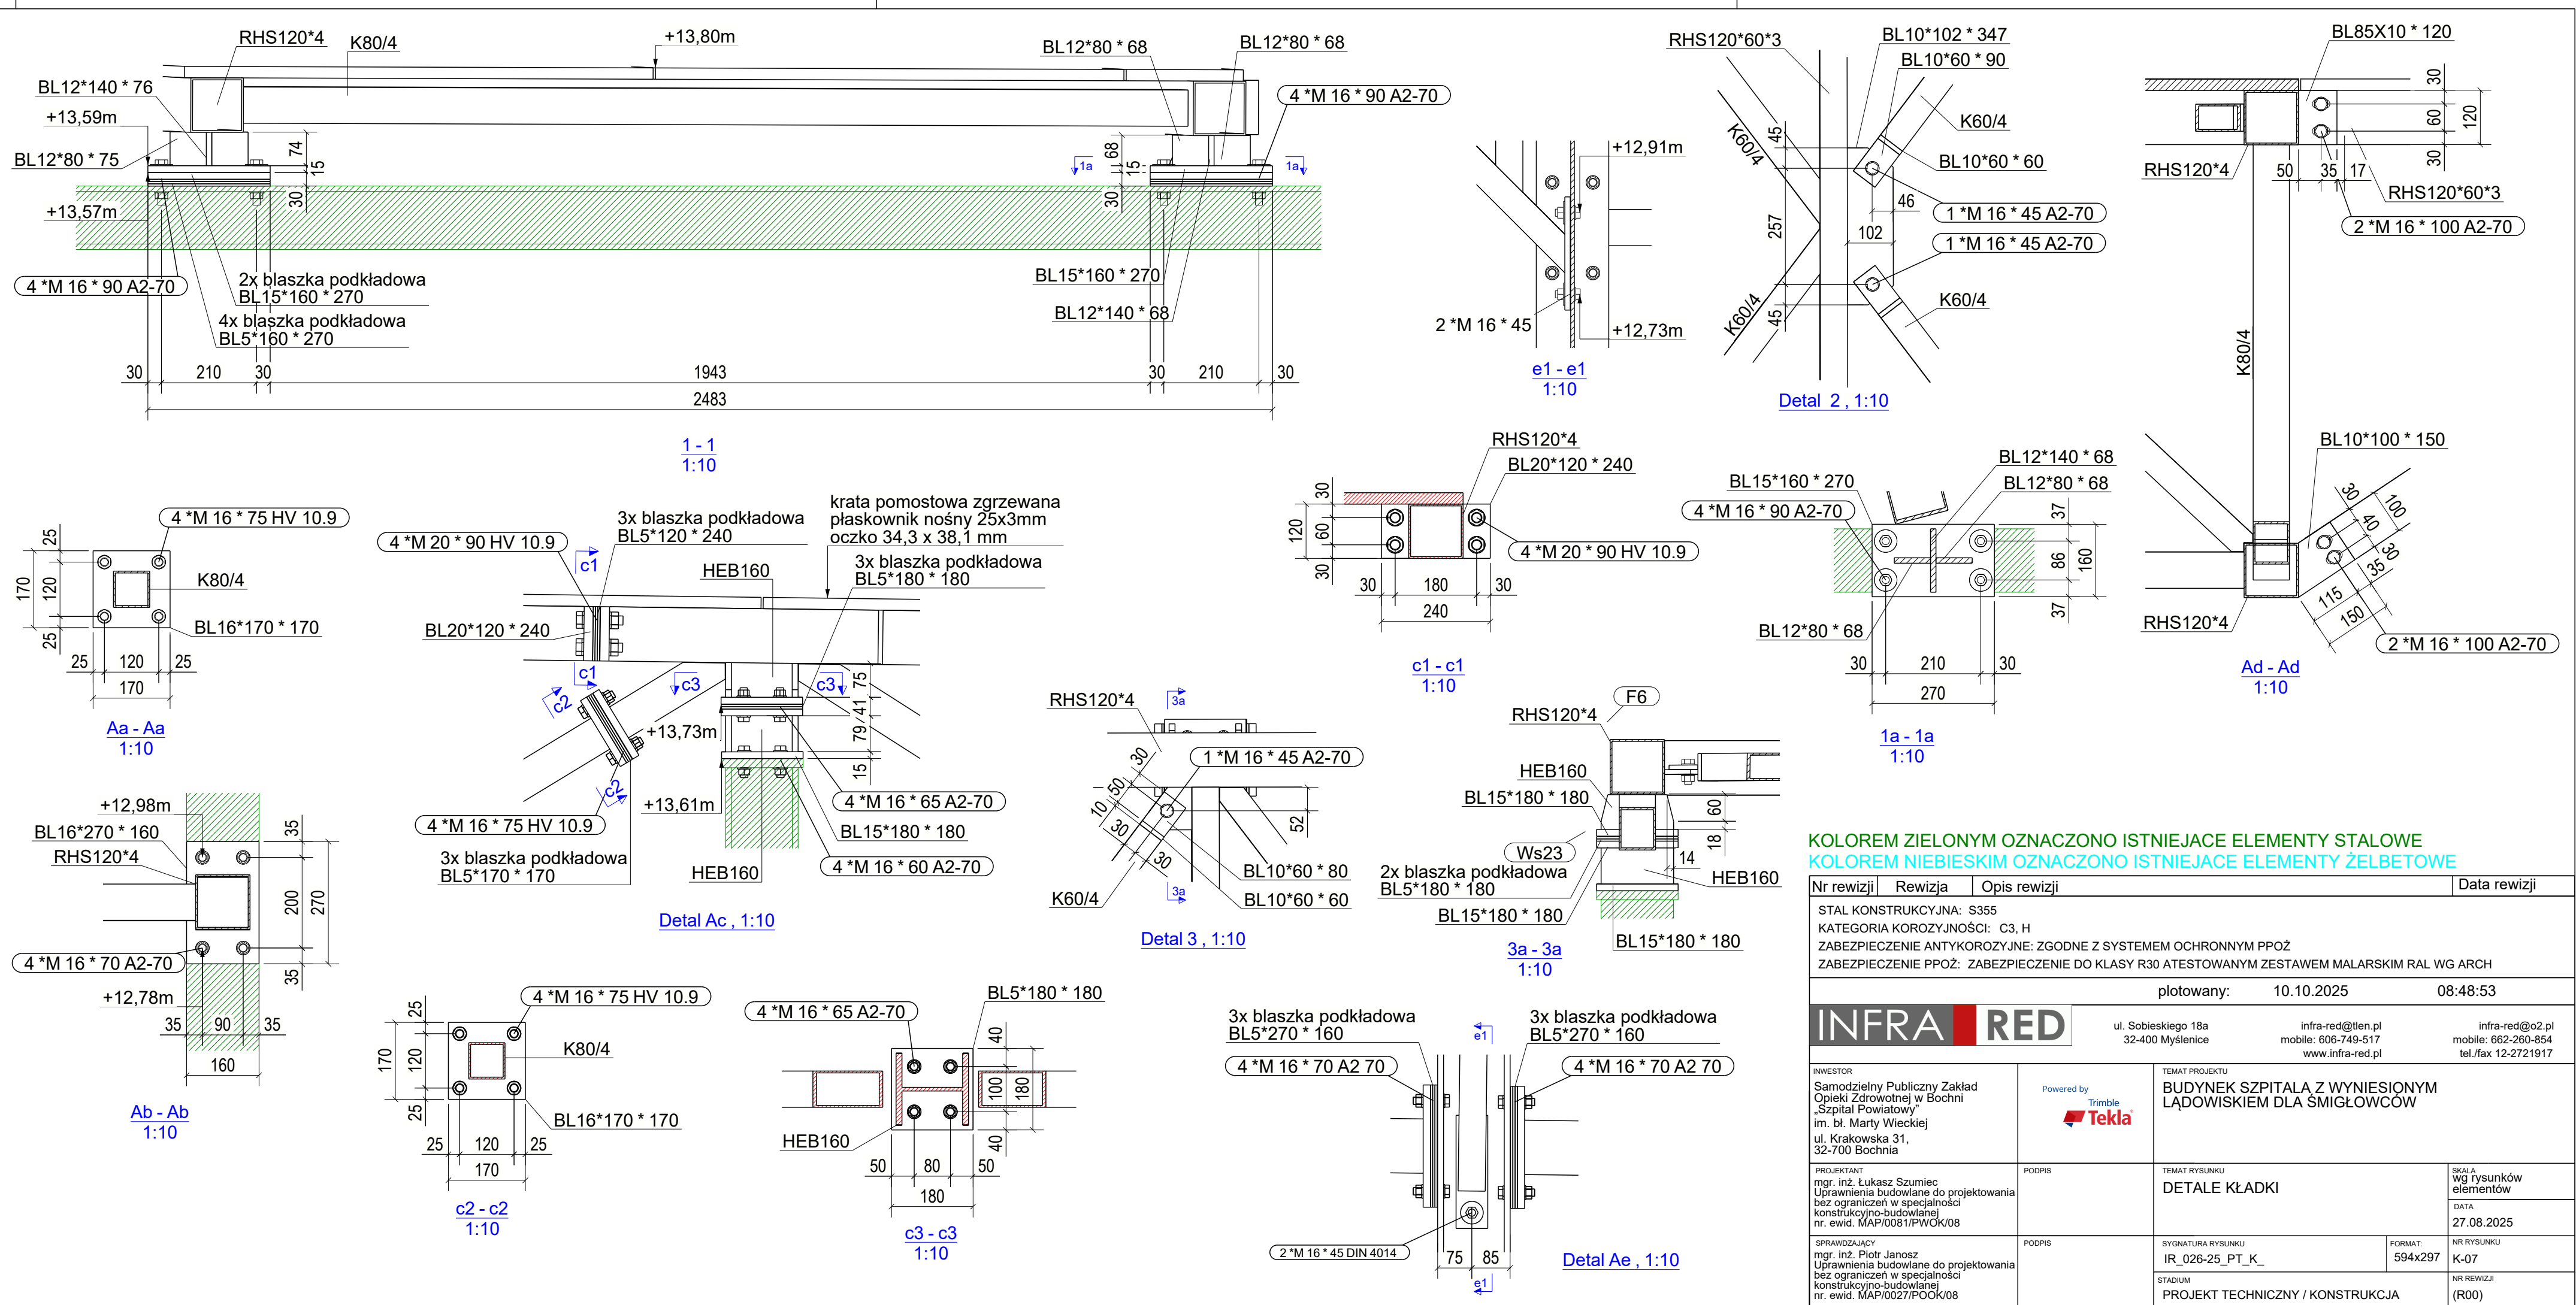 RHS120*4
K80/4
+13,80m
BL12*80 * 68
BL12*80 * 68
BL12*140 * 76
+13,59m
BL12*80 * 75
+13,57m
4 *M 16 * 90 A2-70
4 *M 16 * 90 A2-70
2x blaszka podkładowa
BL15*160 * 270
4x blaszka podkładowa
BL5*160 * 270
74
15
30
68
15
30
1a
1a
BL15*160 * 270
BL12*140 * 68
30
210
30
1943
30
210
30
2483
1 - 1
1:10
+12,91m
2 *M 16 * 45
+12,73m
e1 - e1
1:10
RHS120*60*3
BL10*102 * 347
BL10*60 * 90
K60/4
K60/4
BL10*60 * 60
45
257
45
46
102
1 *M 16 * 45 A2-70
1 *M 16 * 45 A2-70
K60/4
K60/4
Detal 2 , 1:10
BL85X10 * 120
30
60
30
120
RHS120*4
50
35
17
RHS120*60*3
2 *M 16 * 100 A2-70
K80/4
BL10*100 * 150
30
40
30
100
35
115
150
RHS120*4
2 *M 16 * 100 A2-70
Ad - Ad
1:10
4 *M 16 * 75 HV 10.9
K80/4
BL16*170 * 170
25
120
25
170
25
120
25
170
Aa - Aa
1:10
4 *M 20 * 90 HV 10.9
3x blaszka podkładowa
BL5*120 * 240
krata pomostowa zgrzewana
płaskownik nośny 25x3mm
oczko 34,3 x 38,1 mm
3x blaszka podkładowa
BL5*180 * 180
HEB160
c1
BL20*120 * 240
c1
c2
c3
c3
75
41
79
15
+13,73m
+13,61m
c2
4 *M 16 * 75 HV 10.9
4 *M 16 * 65 A2-70
BL15*180 * 180
4 *M 16 * 60 A2-70
3x blaszka podkładowa
BL5*170 * 170
HEB160
Detal Ac , 1:10
RHS120*4
BL20*120 * 240
30
60
30
120
4 *M 20 * 90 HV 10.9
30
180
30
240
c1 - c1
1:10
BL12*140 * 68
BL15*160 * 270
BL12*80 * 68
4 *M 16 * 90 A2-70
37
86
37
160
BL12*80 * 68
30
210
30
270
1a - 1a
1:10
RHS120*4
3a
1 *M 16 * 45 A2-70
30
50
10
30
30
52
BL10*60 * 80
K60/4
3a
BL10*60 * 60
Detal 3 , 1:10
F6
RHS120*4
HEB160
BL15*180 * 180
60
18
14
Ws23
2x blaszka podkładowa
BL5*180 * 180
HEB160
BL15*180 * 180
BL15*180 * 180
3a - 3a
1:10
+12,98m
BL16*270 * 160
RHS120*4
35
200
35
270
4 *M 16 * 70 A2-70
+12,78m
35
90
35
160
Ab - Ab
1:10
4 *M 16 * 75 HV 10.9
K80/4
25
120
25
170
BL16*170 * 170
25
120
25
170
c2 - c2
1:10
4 *M 16 * 65 A2-70
BL5*180 * 180
40
100
40
180
HEB160
50
80
50
180
c3 - c3
1:10
3x blaszka podkładowa
BL5*270 * 160
3x blaszka podkładowa
BL5*270 * 160
e1
4 *M 16 * 70 A2 70
4 *M 16 * 70 A2 70
2 *M 16 * 45 DIN 4014
75
85
e1
Detal Ae , 1:10
KOLOREM ZIELONYM OZNACZONO ISTNIEJACE ELEMENTY STALOWE
KOLOREM NIEBIESKIM OZNACZONO ISTNIEJACE ELEMENTY ŻELBETOWE
Nr rewizji
Rewizja
Opis rewizji
Data rewizji
STAL KONSTRUKCYJNA: S355
KATEGORIA KOROZYJNOŚCI: C3, H
ZABEZPIECZENIE ANTYKOROZYJNE: ZGODNE Z SYSTEMEM OCHRONNYM PPOŻ
ZABEZPIECZENIE PPOŻ: ZABEZPIECZENIE DO KLASY R30 ATESTOWANYM ZESTAWEM MALARSKIM RAL WG ARCH
plotowany: 10.10.2025 08:48:53
INFRA RED
ul. Sobieskiego 18a
32-400 Myślenice
infra-red@tlen.pl
mobile: 606-749-517
www.infra-red.pl
infra-red@o2.pl
mobile: 662-260-854
tel./fax 12-2721917
INWESTOR
Samodzielny Publiczny Zakład
Opieki Zdrowotnej w Bochni
„Szpital Powiatowy”
im. bł. Marty Wieckiej
ul. Krakowska 31,
32-700 Bochnia
Powered by
Trimble
Tekla®
TEMAT PROJEKTU
BUDYNEK SZPITALA Z WYNIESIONYM
LĄDOWISKIEM DLA ŚMIGŁOWCÓW
PROJEKTANT
mgr. inż. Łukasz Szumiec
Uprawnienia budowlane do projektowania
bez ograniczeń w specjalności
konstrukcyjno-budowlanej
nr. ewid. MAP/0081/PWOK/08
PODPIS
TEMAT RYSUNKU
DETALE KŁADKI
SKALA
wg rysunków
elementów
DATA
27.08.2025
SPRAWDZAJĄCY
mgr. inż. Piotr Janosz
Uprawnienia budowlane do projektowania
bez ograniczeń w specjalności
konstrukcyjno-budowlanej
nr. ewid. MAP/0027/POOK/08
PODPIS
SYGNATURA RYSUNKU
IR_026-25_PT_K_
FORMAT:
594x297
NR RYSUNKU
K-07
STADIUM
PROJEKT TECHNICZNY / KONSTRUKCJA
NR REWIZJI
(R00)